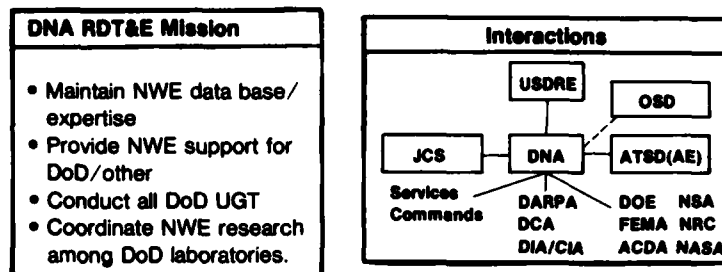 DNA RDT&E Mission
• Maintain NWE data base/
expertise
• Provide NWE support for
DoD/other
• Conduct all DoD UGT
• Coordinate NWE research
among DoD laboratories.
Interactions
USDRE
OSD
JCS
DNA
ATSD(AE)
Services
Commands
DARPA
DCA
DIA/CIA
DOE NSA
FEMA NRC
ACDA NASA